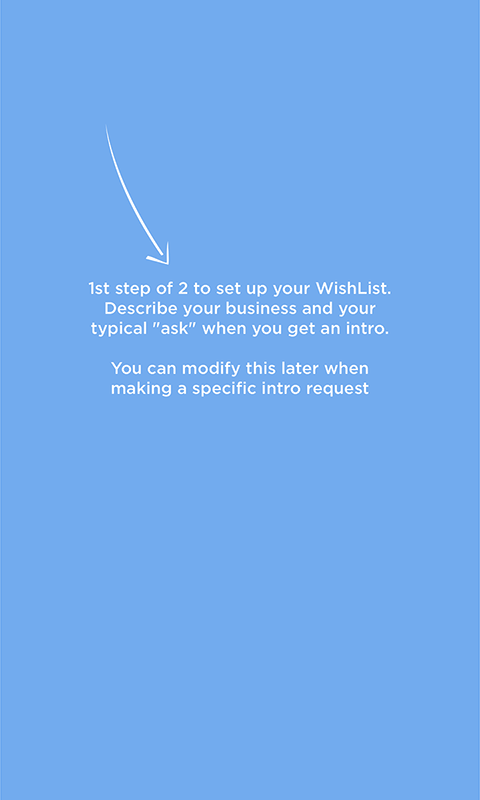 1st step of 2 to set up your WishList.
Describe your business and your
typical "ask" when you get an intro.
You can modify this later when
making a specific intro request